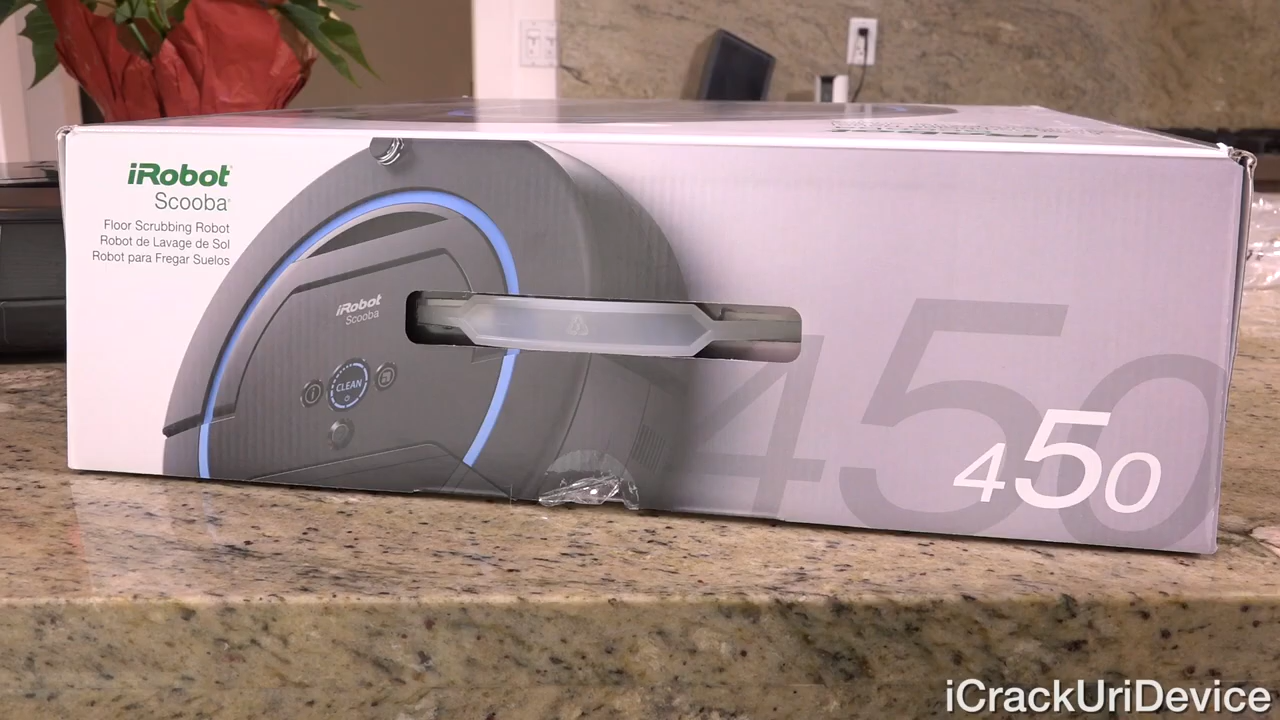 iRobot
Scooba
Floor Scrubbing Robot
Robot de Lavage de Sol
Robot para Fregar Suelos
iRobot
Scooba
CLEAN
450
450
iCrackUriDevice